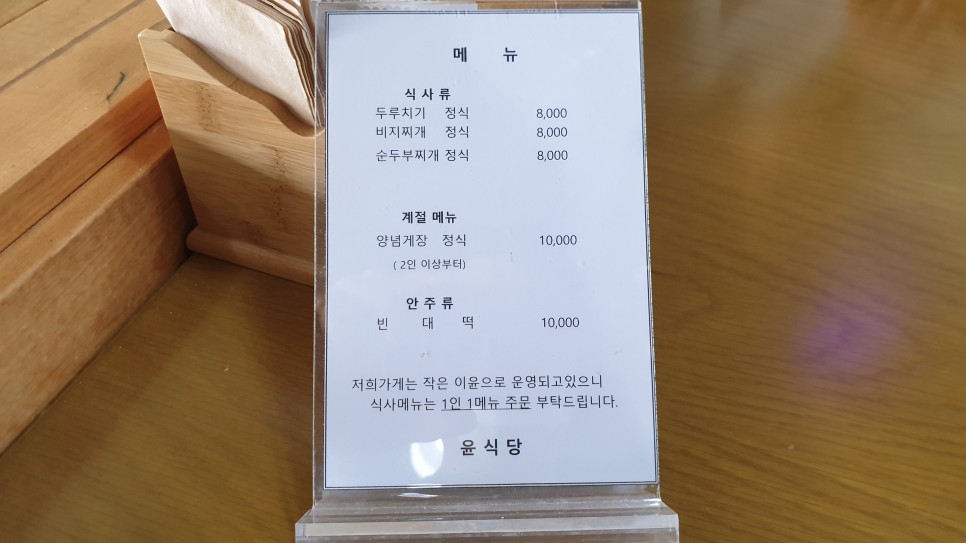 메 뉴
식 사 류
두루치기 정식 8,000
비지찌개 정식 8,000
순두부찌개 정식 8,000
계절 메뉴
양념게장 정식 10,000
( 2인 이상부터)
안 주 류
빈 대 떡 10,000
저희가게는 작은 이윤으로 운영되고있으니
식사메뉴는 1인 1메뉴 주문 부탁드립니다.
윤 식 당